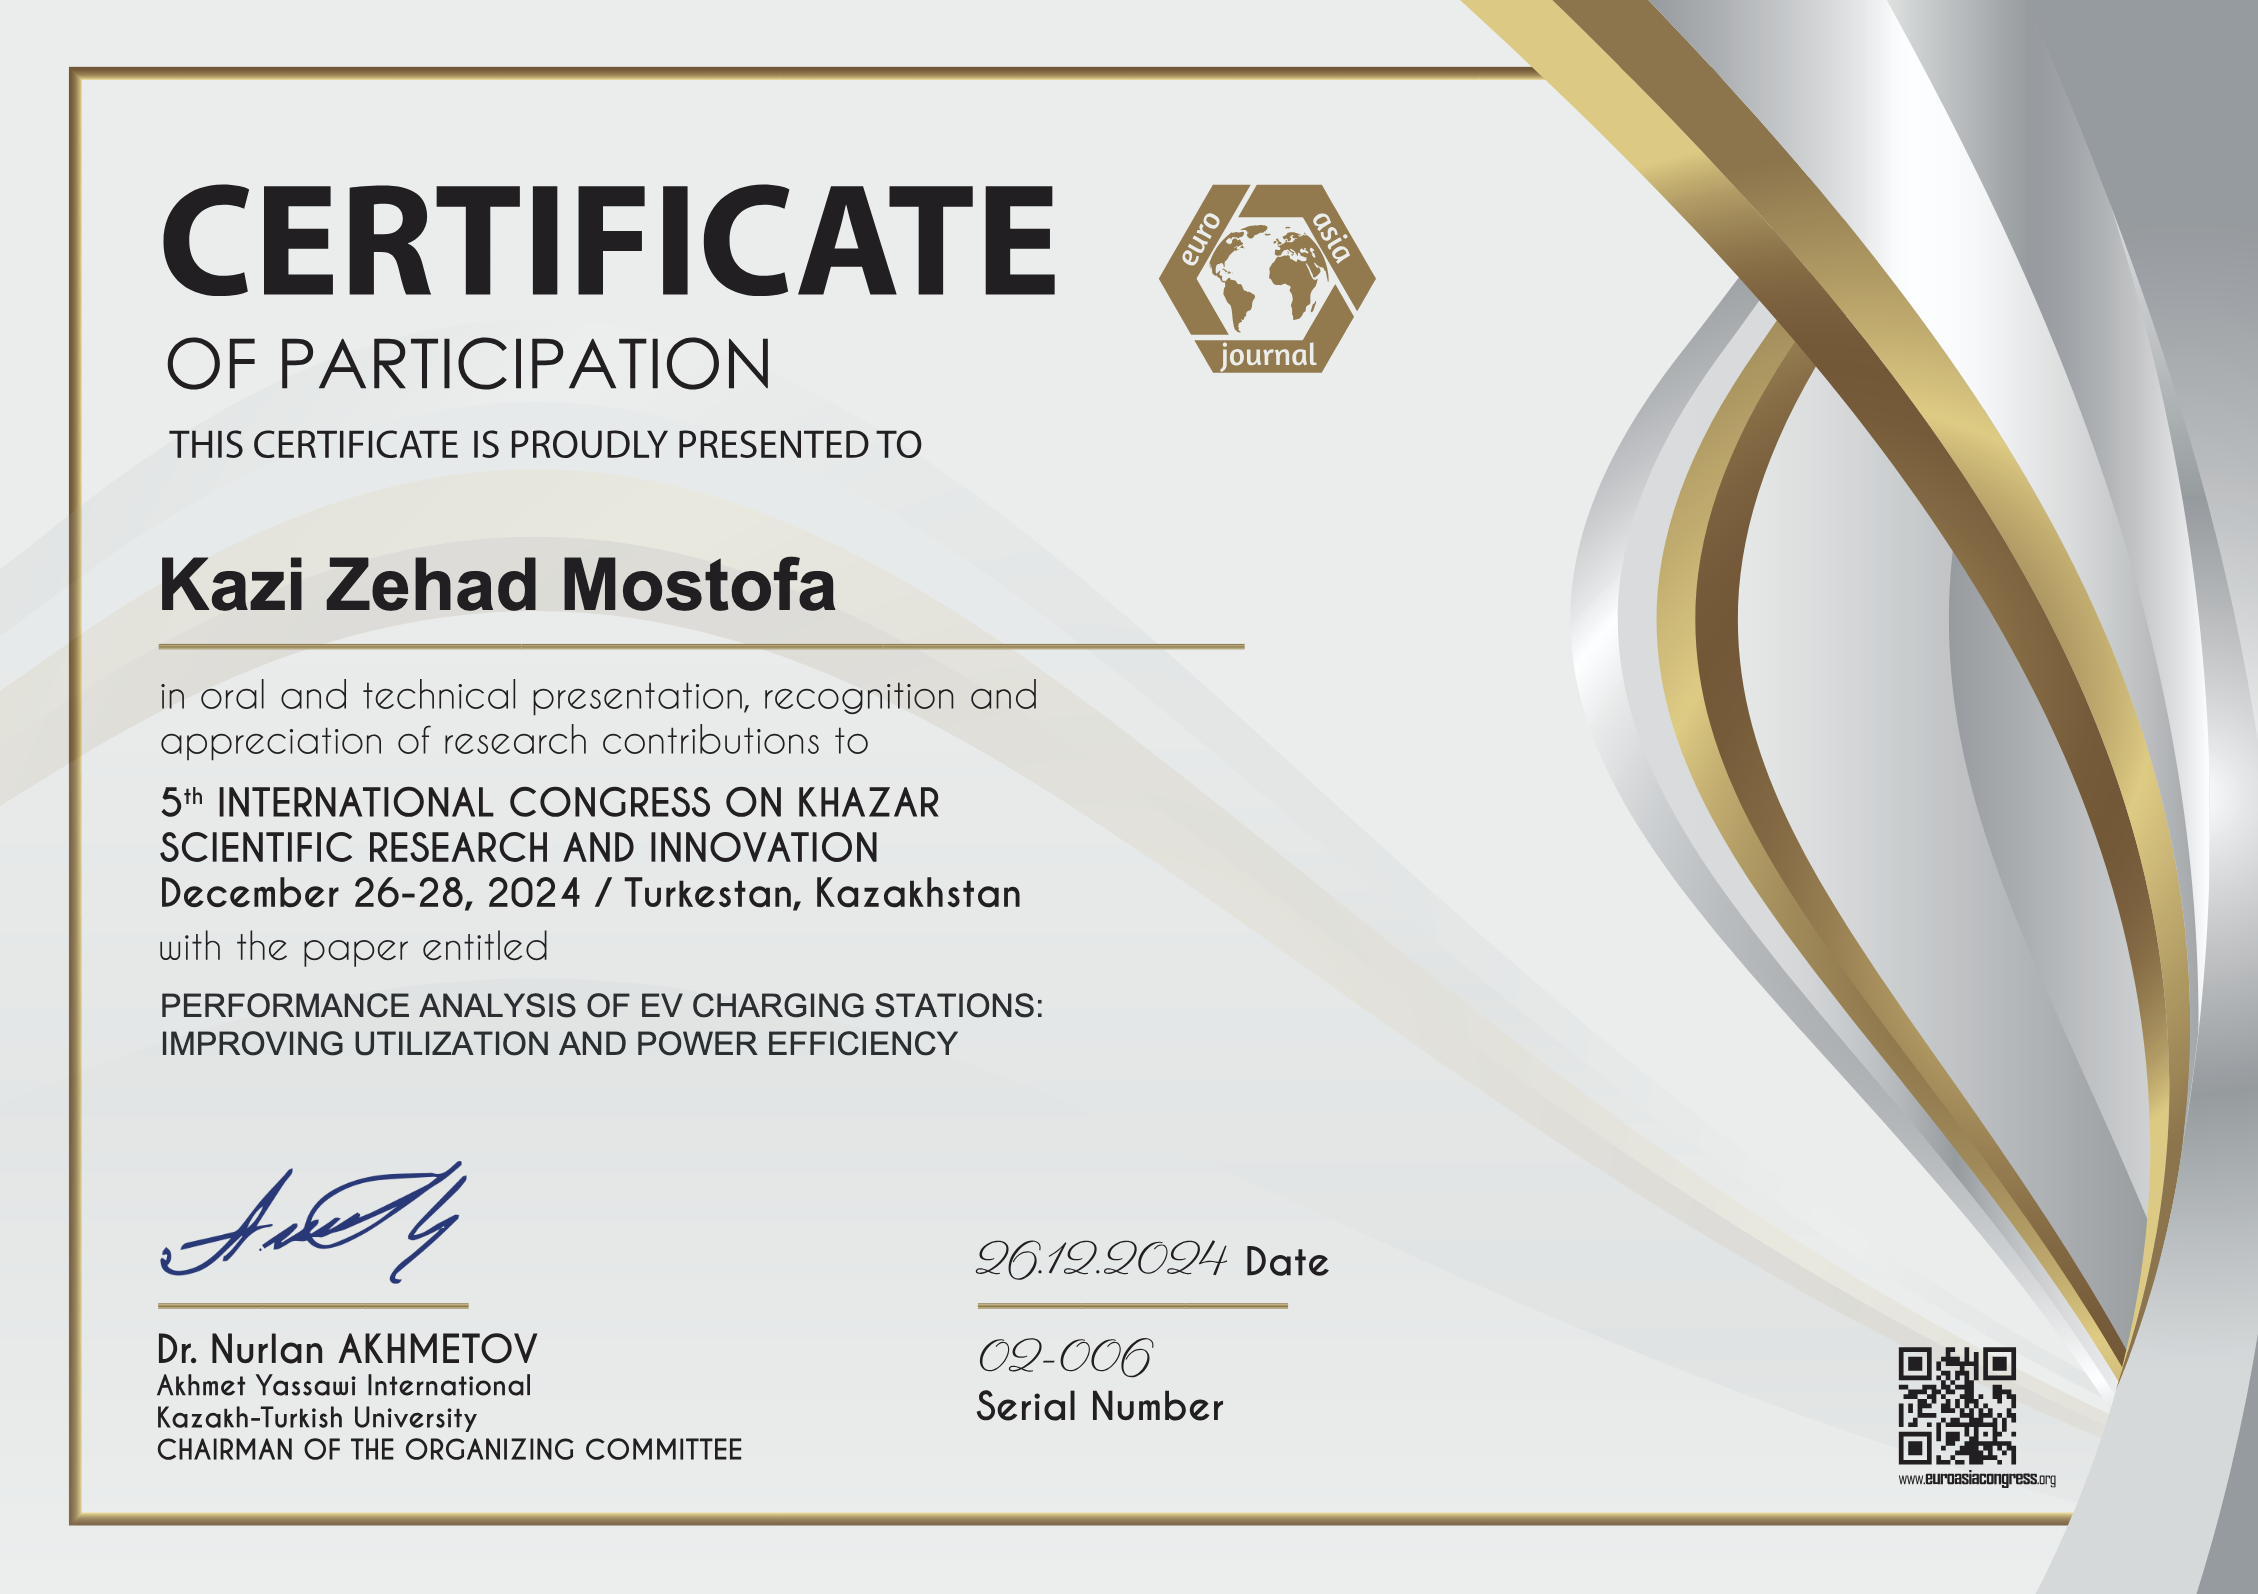 CERTIFICATE
OF PARTICIPATION
THIS CERTIFICATE IS PROUDLY PRESENTED TO
euro
asia
journal
Kazi Zehad Mostofa
in oral and technical presentation, recognition and
appreciation of research contributions to
5th INTERNATIONAL CONGRESS ON KHAZAR
SCIENTIFIC RESEARCH AND INNOVATION
December 26-28, 2024 / Turkestan, Kazakhstan
with the paper entitled
PERFORMANCE ANALYSIS OF EV CHARGING STATIONS:
IMPROVING UTILIZATION AND POWER EFFICIENCY
26.12.2024 Date
02-006
Serial Number
Dr. Nurlan AKHMETOV
Akhmet Yassawi International
Kazakh-Turkish University
CHAIRMAN OF THE ORGANIZING COMMITTEE
www.euroasiacongress.org